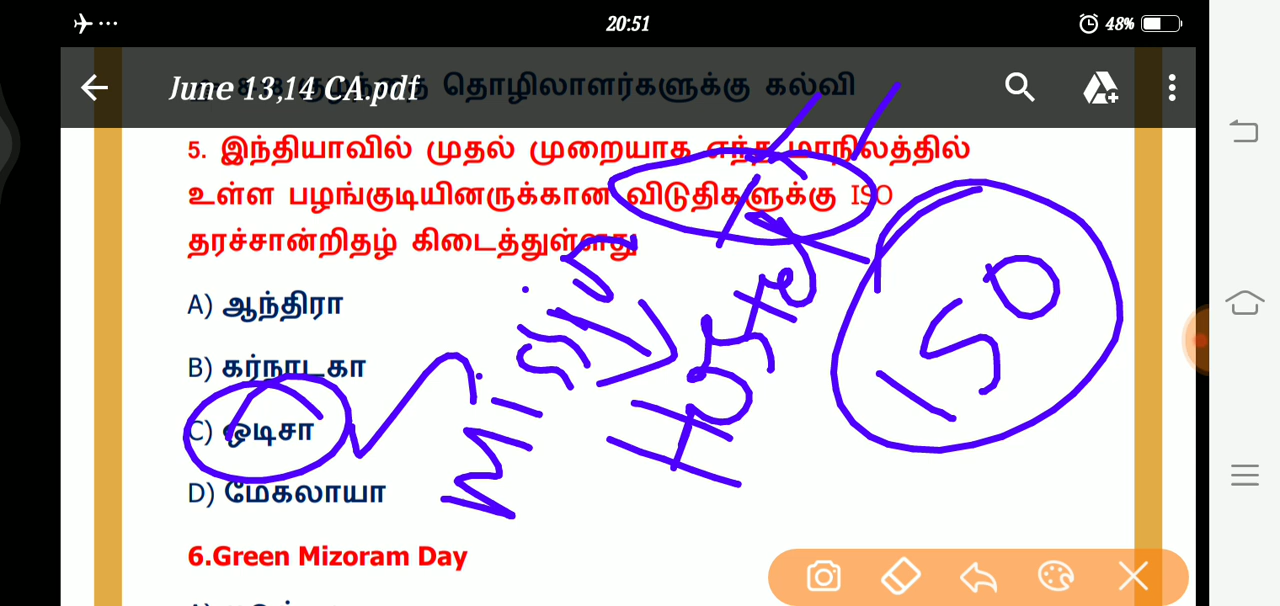 20:51
48%
June 13,14 CA.pdf
தொழிலாளர்களுக்கு கல்வி
5. இந்தியாவில் முதல் முறையாக எந்த மாநிலத்தில்
உள்ள பழங்குடியினருக்கான விடுதிகளுக்கு ISO
தரச்சான்றிதழ் கிடைத்துள்ளது
A) ஆந்திரா
B) கர்நாடகா
C) ஒடிசா
D) மேகலாயா
Hostel
ISO
6.Green Mizoram Day